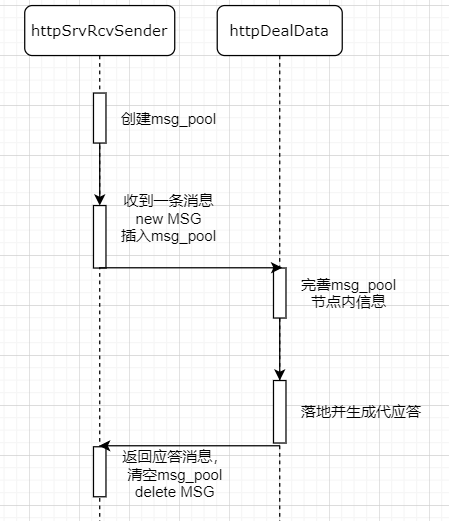 httpSrvRcvSender
httpDealData
创建msg_pool
收到一条消息
new MSG
插入msg_pool
完善msg_pool
节点内信息
落地并生成代应答
返回应答消息，
清空msg_pool
delete MSG